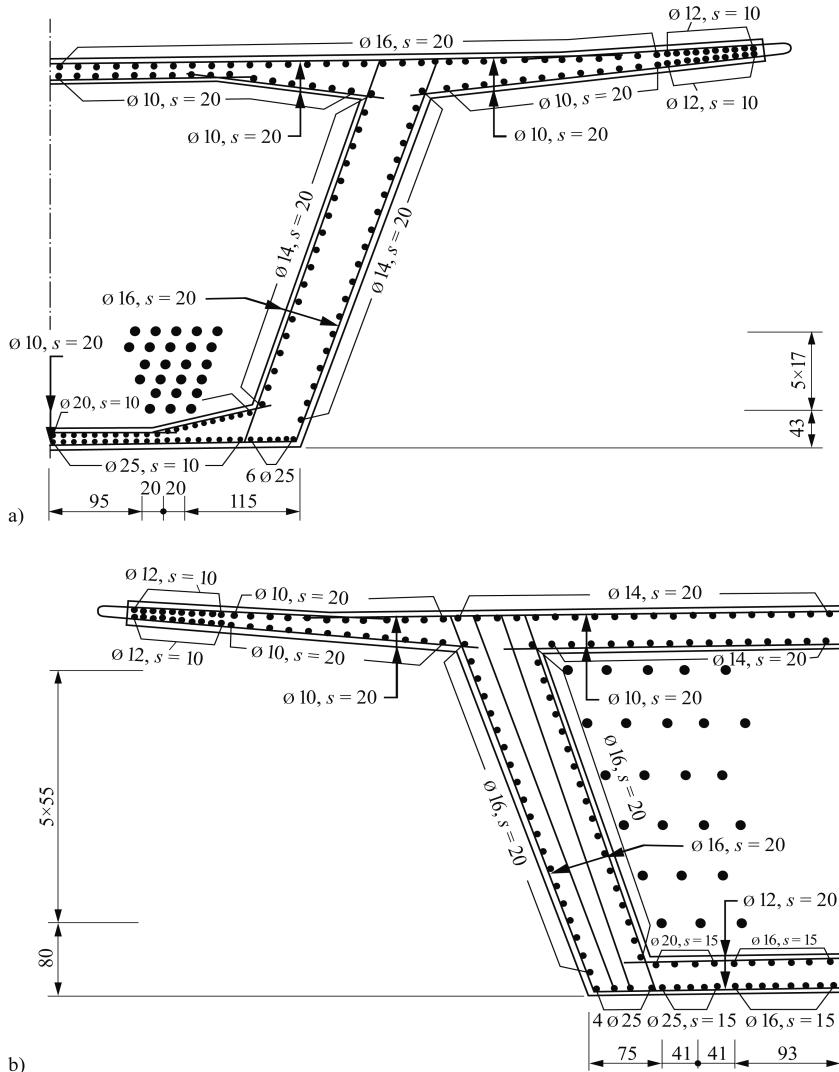 Ø 12, s = 10
Ø 16, s = 20
Ø 10, s = 20
Ø 10, s = 20
Ø 12, s = 10
Ø 10, s = 20
Ø 10, s = 20
Ø 14, s = 20
Ø 14, s = 20
Ø 16, s = 20
Ø 10, s = 20
5×17
Ø 20, s = 10
43
Ø 25, s = 10
6 Ø 25
20 20
95
115
a)
Ø 12, s = 10
Ø 10, s = 20
Ø 14, s = 20
Ø 12, s = 10
Ø 10, s = 20
Ø 14, s = 20
Ø 10, s = 20
Ø 10, s = 20
Ø 16, s = 20
Ø 16, s = 20
5×55
Ø 16, s = 20
Ø 12, s = 20
80
Ø 20, s = 15
Ø 16, s = 15
4 Ø 25
Ø 25, s = 15
Ø 16, s = 15
75
41
41
93
b)